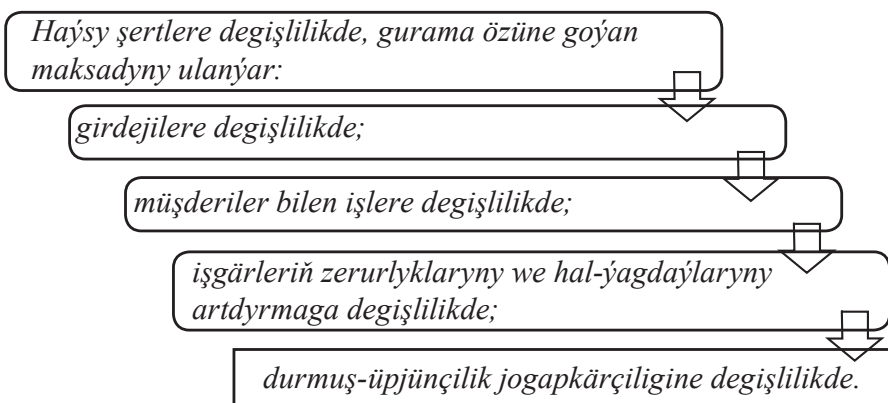 Haýsy şertlere degişlilikde, gurama özüne goýan
maksadyny ulanýar:
girdejilere degişlilikde;
müşderiler bilen işlere degişlilikde;
işgärleriň zerurlyklaryny we hal-ýagdaýlaryny
artdyrmaga degişlilikde;
durmuş-üpjünçilik jogapkärçiligine degişlilikde.